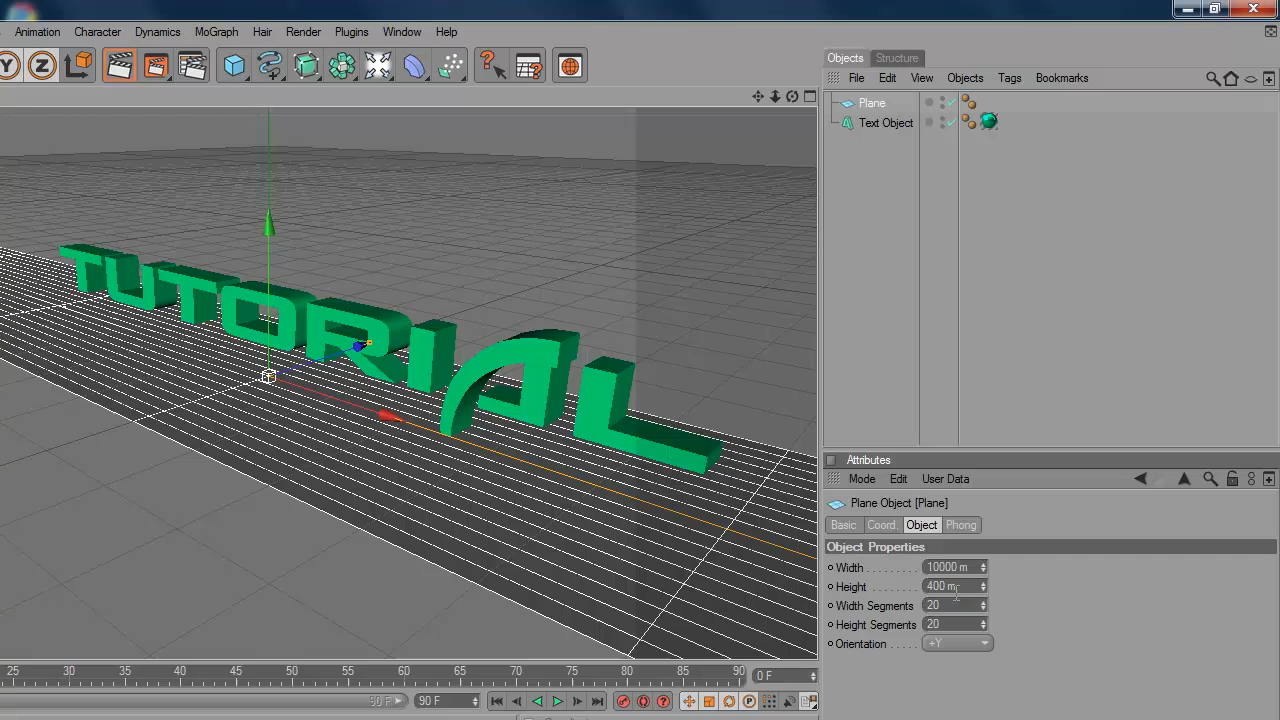 Animation Character Dynamics MoGraph Hair Render Plugins Window Help
Y Z
Objects Structure
File Edit View Objects Tags Bookmarks
Plane
Text Object
TUTORIAL
Attributes
Mode Edit User Data
Plane Object [Plane]
Basic Coord. Object Phong
Object Properties
Width . . . . . . . . 10000 m
Height . . . . . . . 400 m
Width Segments 20
Height Segments 20
Orientation . . . . . +Y
25 30 35 40 45 50 55 60 65 70 75 80 85 90 0 F
90 F 90 F
P